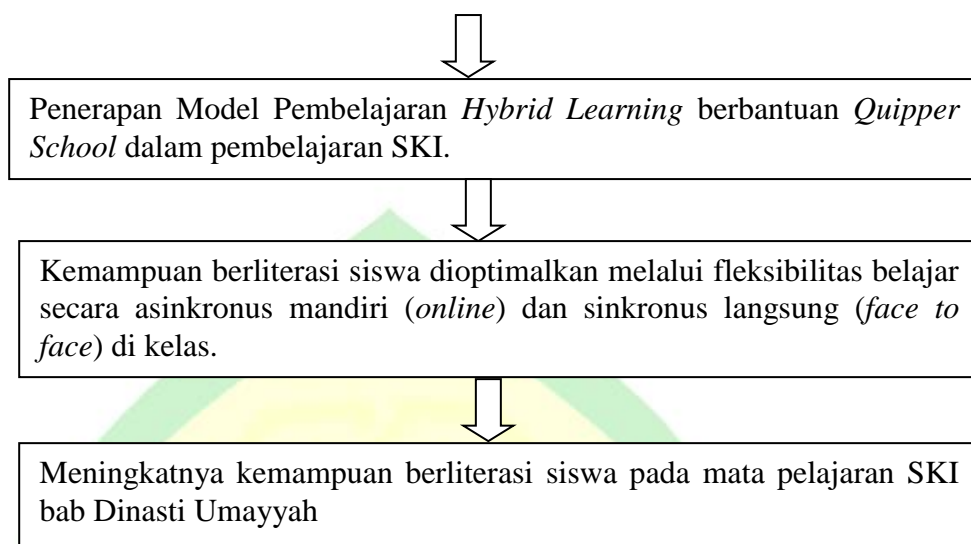 Penerapan Model Pembelajaran Hybrid Learning berbantuan Quipper
School dalam pembelajaran SKI.
Kemampuan berliterasi siswa dioptimalkan melalui fleksibilitas belajar
secara asinkronus mandiri (online) dan sinkronus langsung (face to
face) di kelas.
Meningkatnya kemampuan berliterasi siswa pada mata pelajaran SKI
bab Dinasti Umayyah